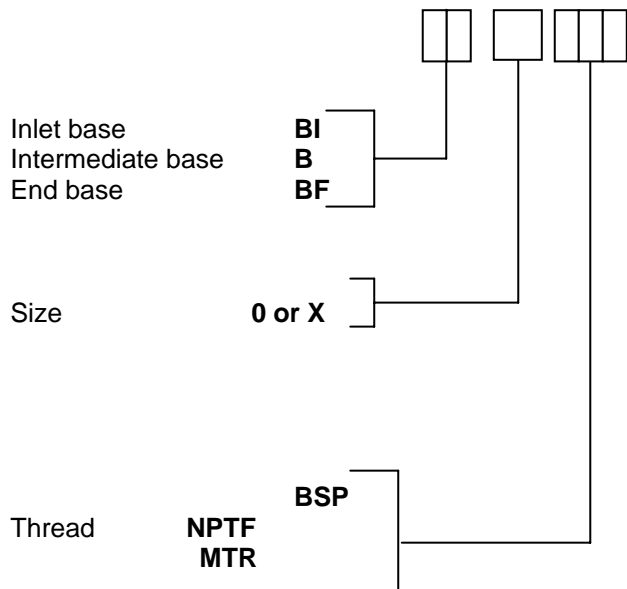 Inlet base BI
Intermediate base B
End base BF
Size 0 or X
BSP
Thread NPTF
MTR